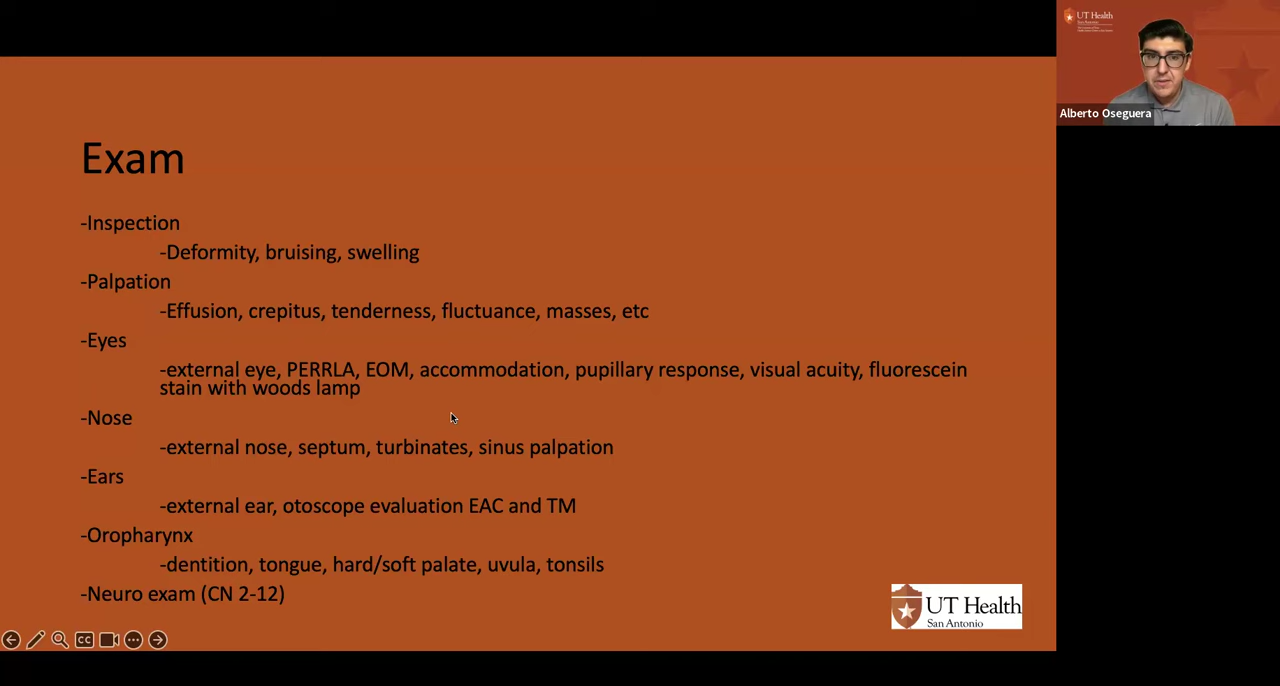 Exam
-Inspection
-Deformity, bruising, swelling
-Palpation
-Effusion, crepitus, tenderness, fluctuance, masses, etc
-Eyes
-external eye, PERRLA, EOM, accommodation, pupillary response, visual acuity, fluorescein
stain with woods lamp
-Nose
-external nose, septum, turbinates, sinus palpation
-Ears
-external ear, otoscope evaluation EAC and TM
-Oropharynx
-dentition, tongue, hard/soft palate, uvula, tonsils
-Neuro exam (CN 2-12)
UT Health
San Antonio
CC
UT Health
San Antonio
Alberto Oseguera